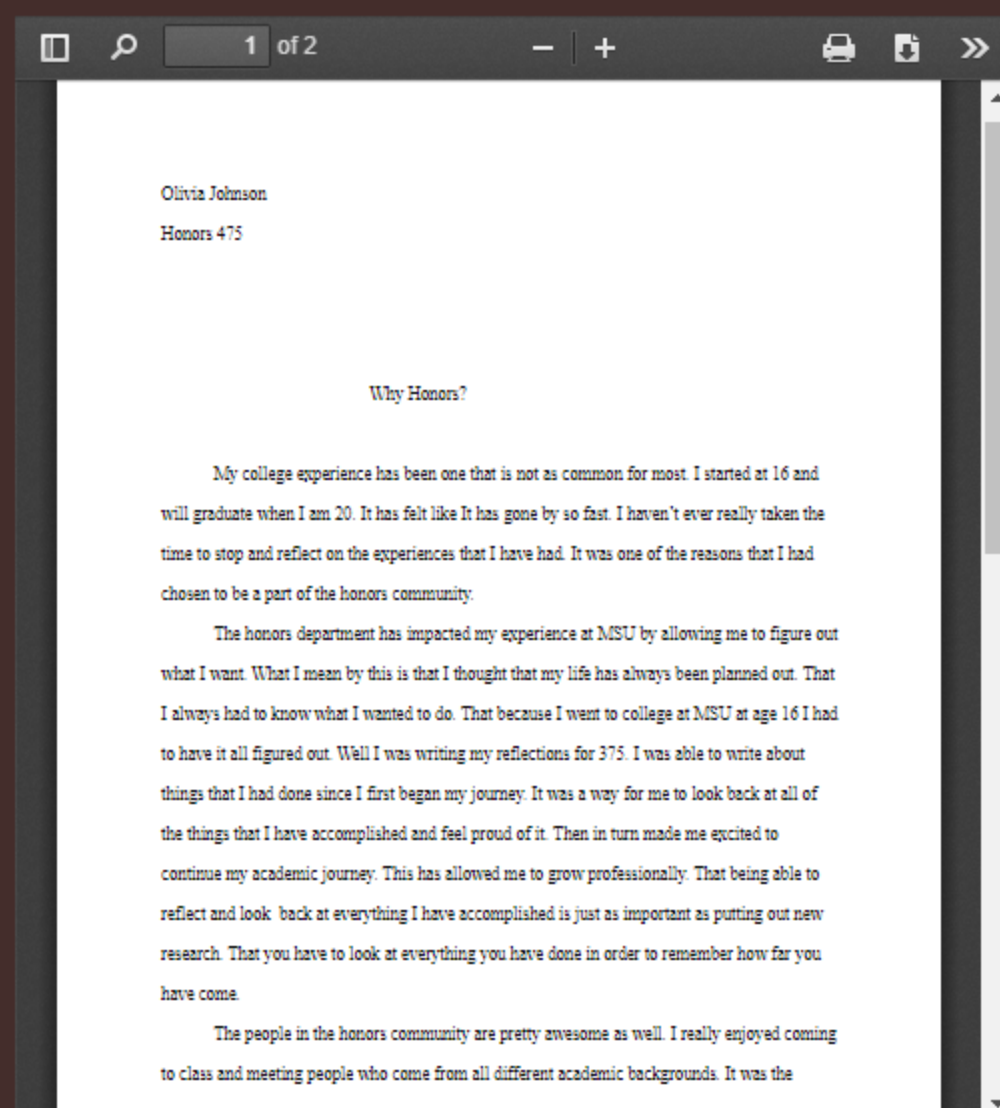 1 of 2
Olivia Johnson
Honors 475
Why Honors?
My college experience has been one that is not as common for most. I started at 16 and
will graduate when I am 20. It has felt like It has gone by so fast. I haven't ever really taken the
time to stop and reflect on the experiences that I have had. It was one of the reasons that I had
chosen to be a part of the honors community.
The honors department has impacted my experience at MSU by allowing me to figure out
what I want. What I mean by this is that I thought that my life has always been planned out. That
I always had to know what I wanted to do. That because I went to college at MSU at age 16 I had
to have it all figured out. Well I was writing my reflections for 375. I was able to write about
things that I had done since I first began my journey. It was a way for me to look back at all of
the things that I have accomplished and feel proud of it. Then in turn made me excited to
continue my academic journey. This has allowed me to grow professionally. That being able to
reflect and look  back at everything I have accomplished is just as important as putting out new
research. That you have to look at everything you have done in order to remember how far you
have come.
The people in the honors community are pretty awesome as well. I really enjoyed coming
to class and meeting people who come from all different academic backgrounds. It was the